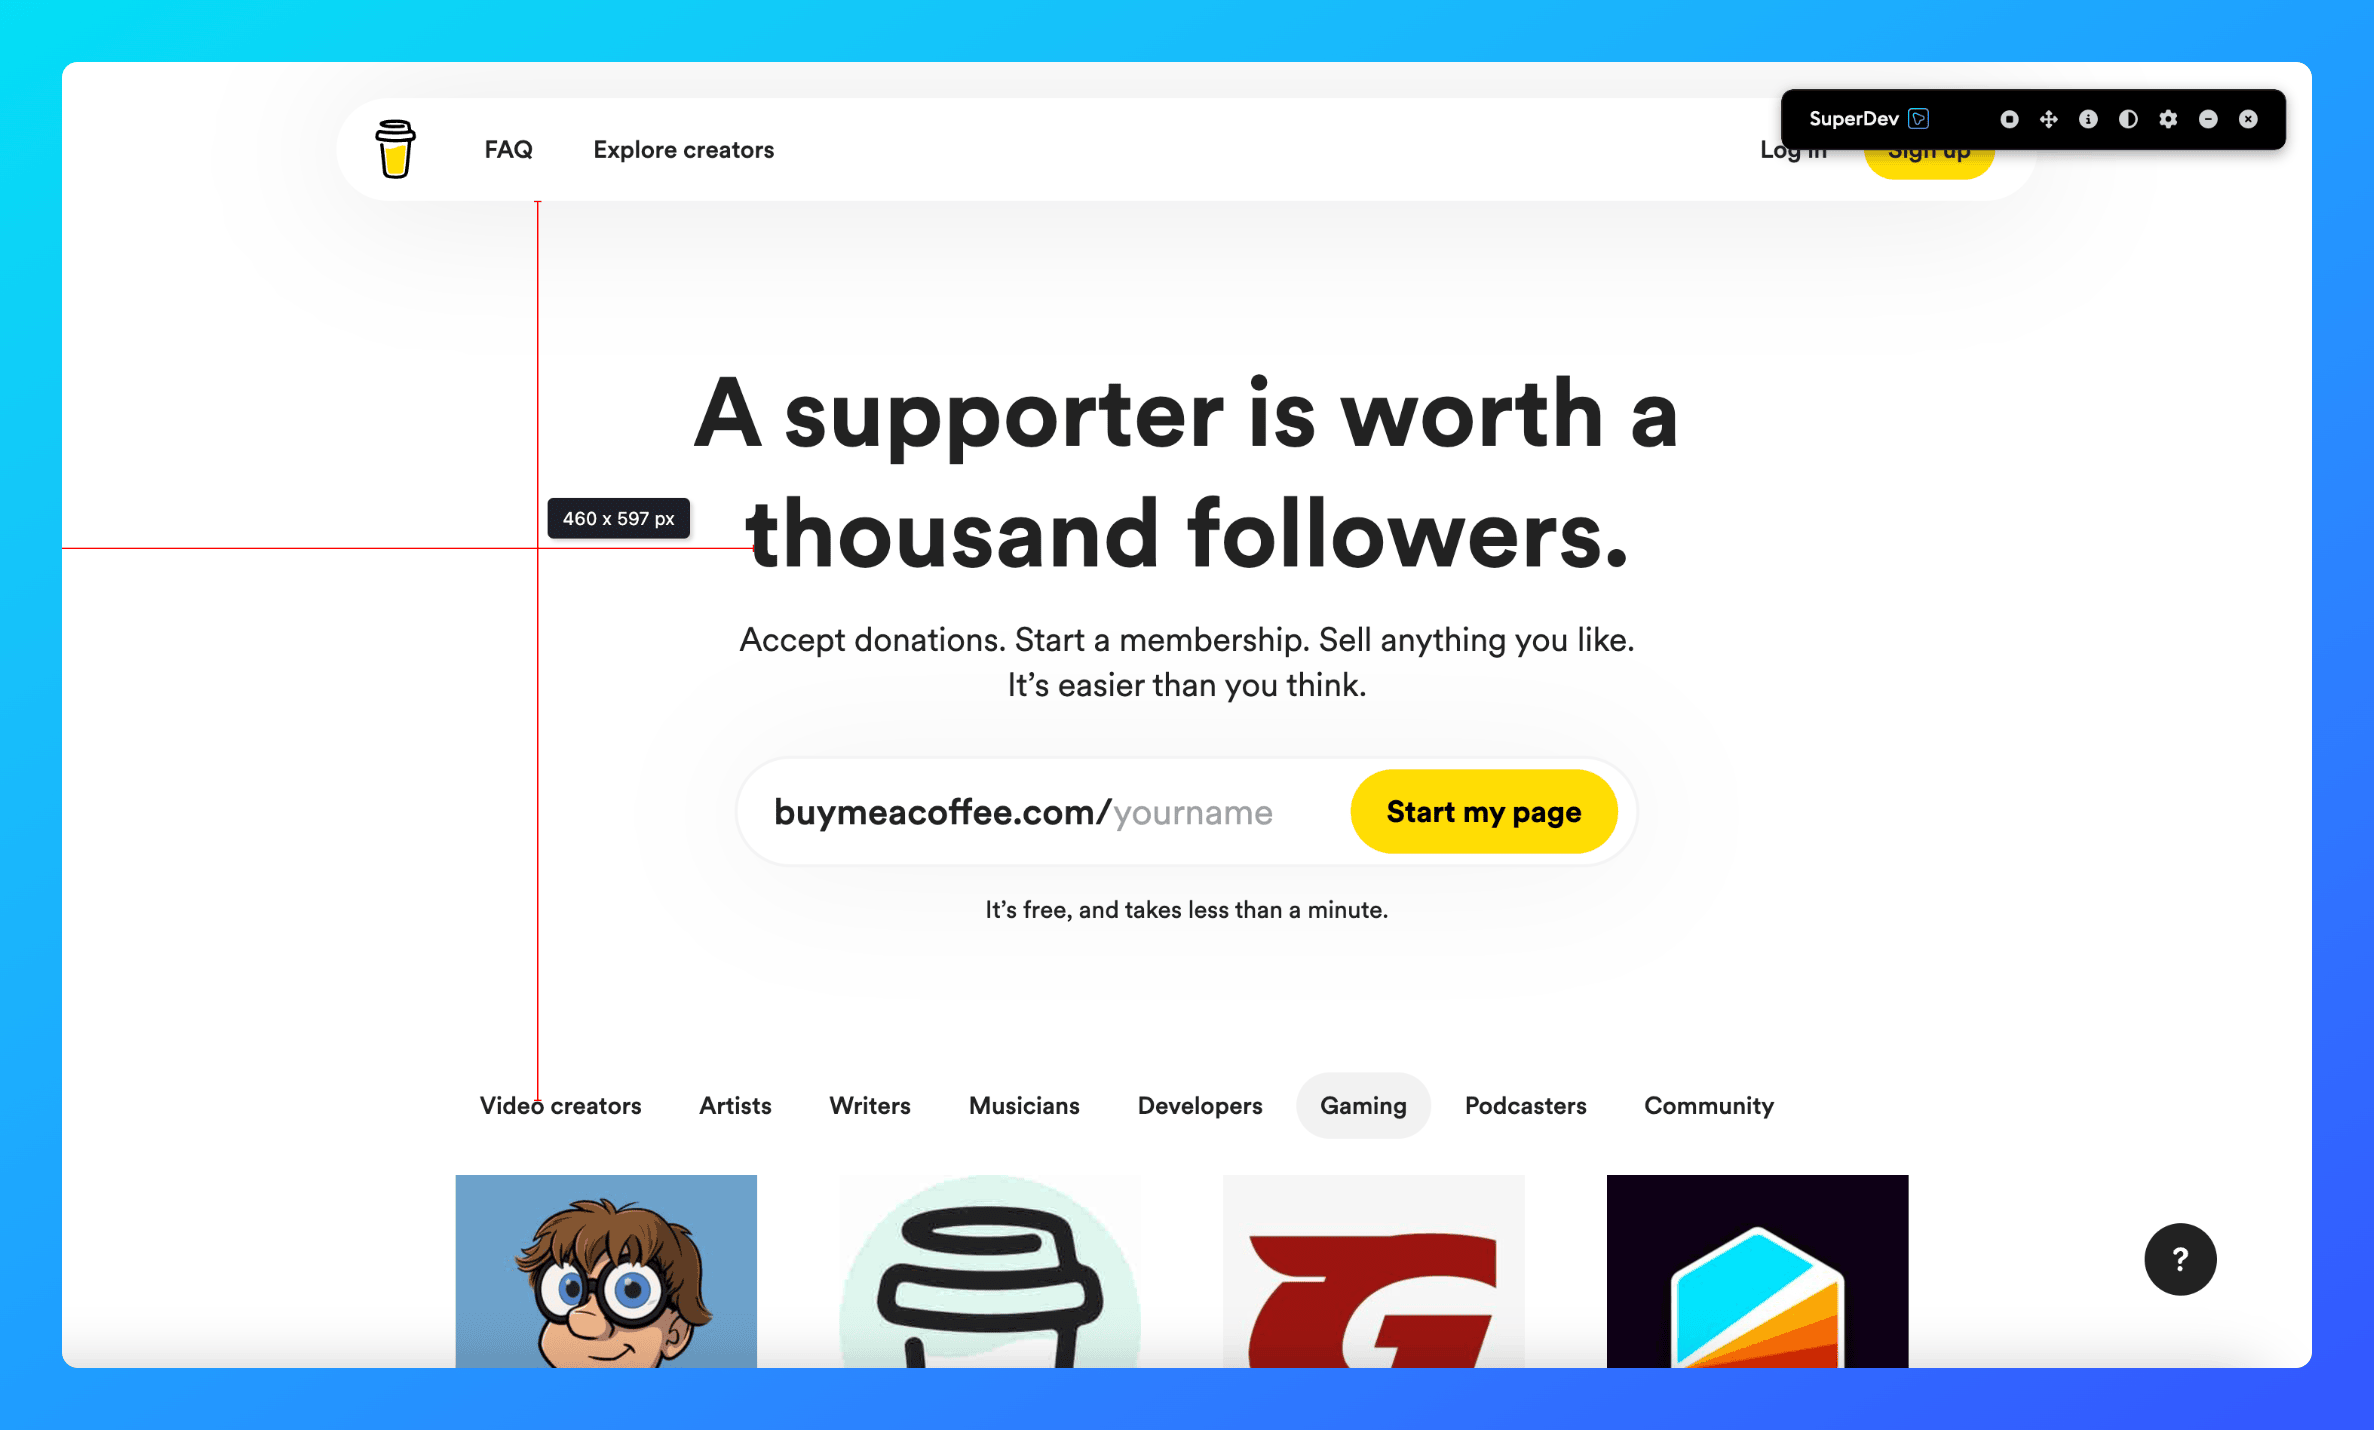 SuperDev
FAQ Explore creators Log in Sign up
A supporter is worth a
thousand followers.
460 x 597 px
Accept donations. Start a membership. Sell anything you like.
It’s easier than you think.
buymeacoffee.com/yourname Start my page
It’s free, and takes less than a minute.
Video creators Artists Writers Musicians Developers Gaming Podcasters Community
G
?